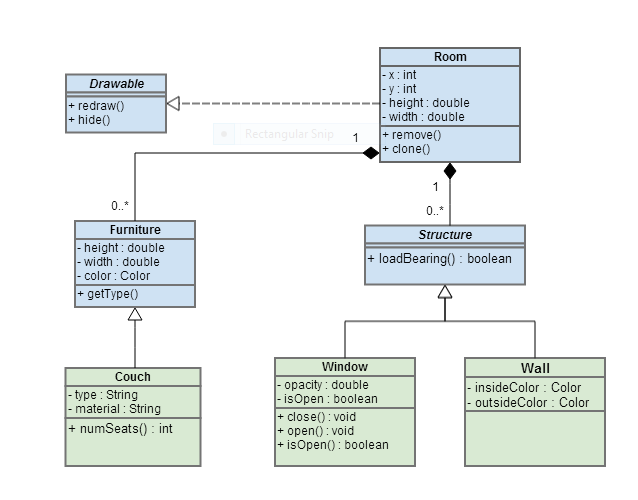 Room
- x : int
- y : int
- height : double
- width : double
+ remove()
+ clone()
Drawable
+ redraw()
+ hide()
Rectangular Snip
1
1
0..*
0..*
Furniture
- height : double
- width : double
- color : Color
+ getType()
Structure
+ loadBearing() : boolean
Couch
- type : String
- material : String
+ numSeats() : int
Window
- opacity : double
- isOpen : boolean
+ close() : void
+ open() : void
+ isOpen() : boolean
Wall
- insideColor : Color
- outsideColor : Color